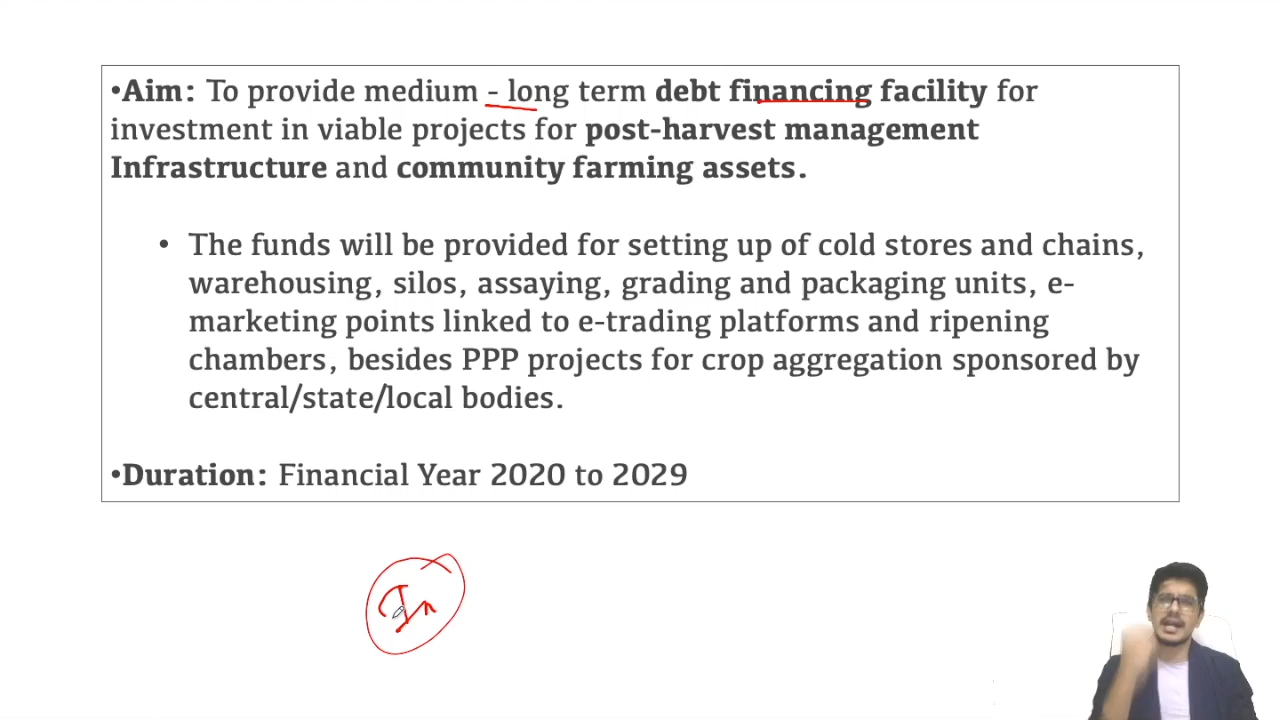 •Aim: To provide medium - long term debt financing facility for
investment in viable projects for post-harvest management
Infrastructure and community farming assets.
• The funds will be provided for setting up of cold stores and chains,
warehousing, silos, assaying, grading and packaging units, e-
marketing points linked to e-trading platforms and ripening
chambers, besides PPP projects for crop aggregation sponsored by
central/state/local bodies.
•Duration: Financial Year 2020 to 2029